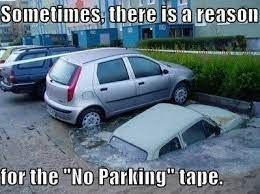 Sometimes, there is a reason
for the "No Parking" tape.